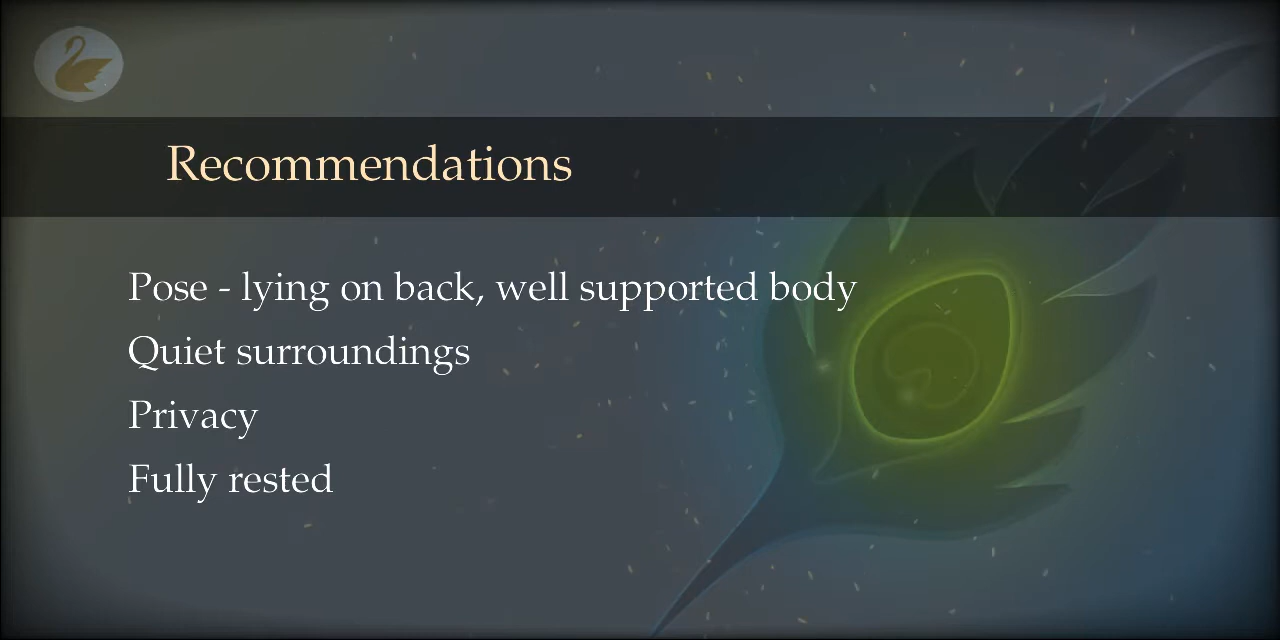 Recommendations
Pose - lying on back, well supported body
Quiet surroundings
Privacy
Fully rested